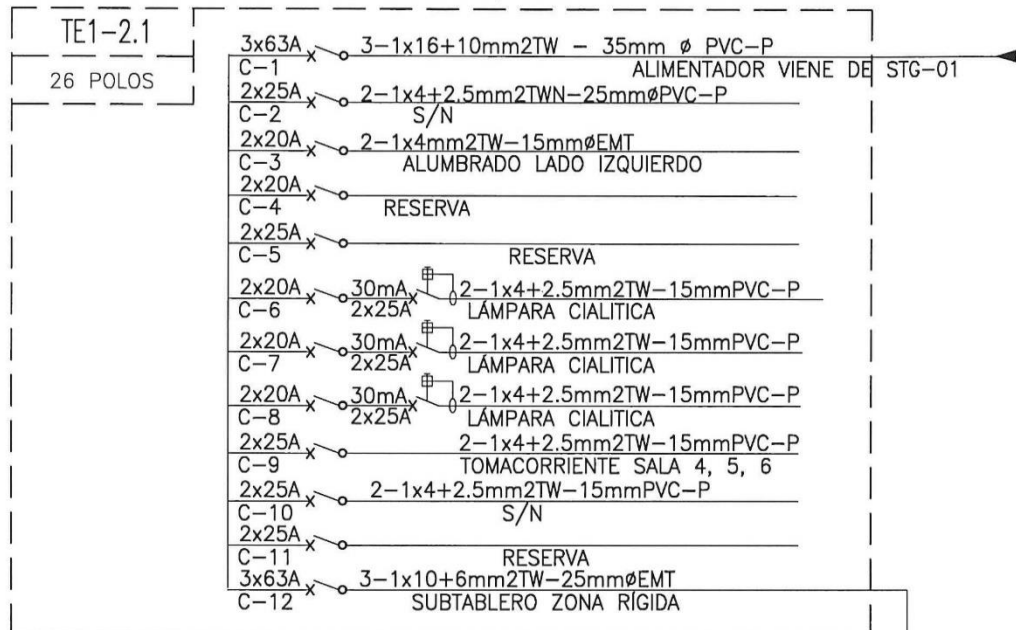 TE1-2.1
26 POLOS
3x63A 3-1x16+10mm2TW - 35mm ø PVC-P
C-1 ALIMENTADOR VIENE DE STG-01
2x25A 2-1x4+2.5mm2TWN-25mmøPVC-P
C-2 S/N
2x20A 2-1x4mm2TW-15mmøEMT
C-3 ALUMBRADO LADO IZQUIERDO
2x20A
C-4 RESERVA
2x25A
C-5 RESERVA
2x20A 30mA 2-1x4+2.5mm2TW-15mmPVC-P
C-6 2x25A LÁMPARA CIALITICA
2x20A 30mA 2-1x4+2.5mm2TW-15mmPVC-P
C-7 2x25A LÁMPARA CIALITICA
2x20A 30mA 2-1x4+2.5mm2TW-15mmPVC-P
C-8 2x25A LÁMPARA CIALITICA
2x25A 2-1x4+2.5mm2TW-15mmPVC-P
C-9 TOMACORRIENTE SALA 4, 5, 6
2x25A 2-1x4+2.5mm2TW-15mmPVC-P
C-10 S/N
2x25A
C-11 RESERVA
3x63A 3-1x10+6mm2TW-25mmøEMT
C-12 SUBTABLERO ZONA RÍGIDA